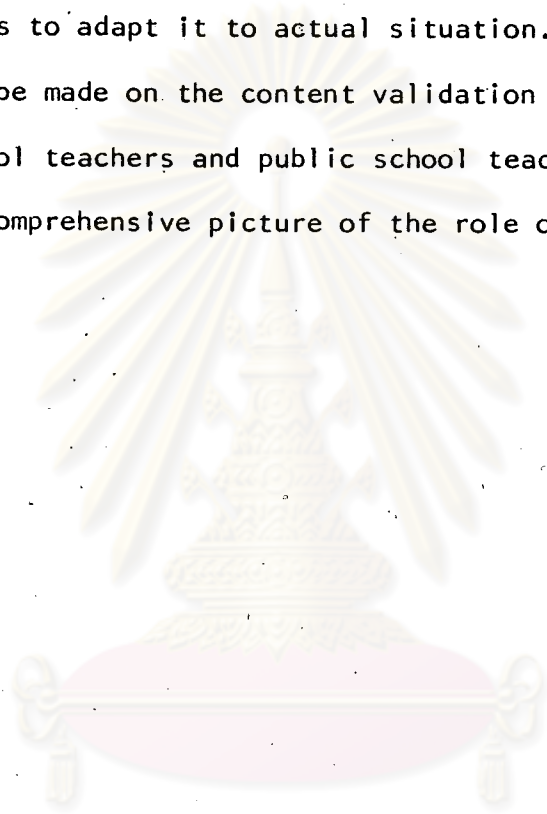 s to adapt it to actual situation.
be made on the content validation
ol teachers and public school teac
omprehensive picture of the role o